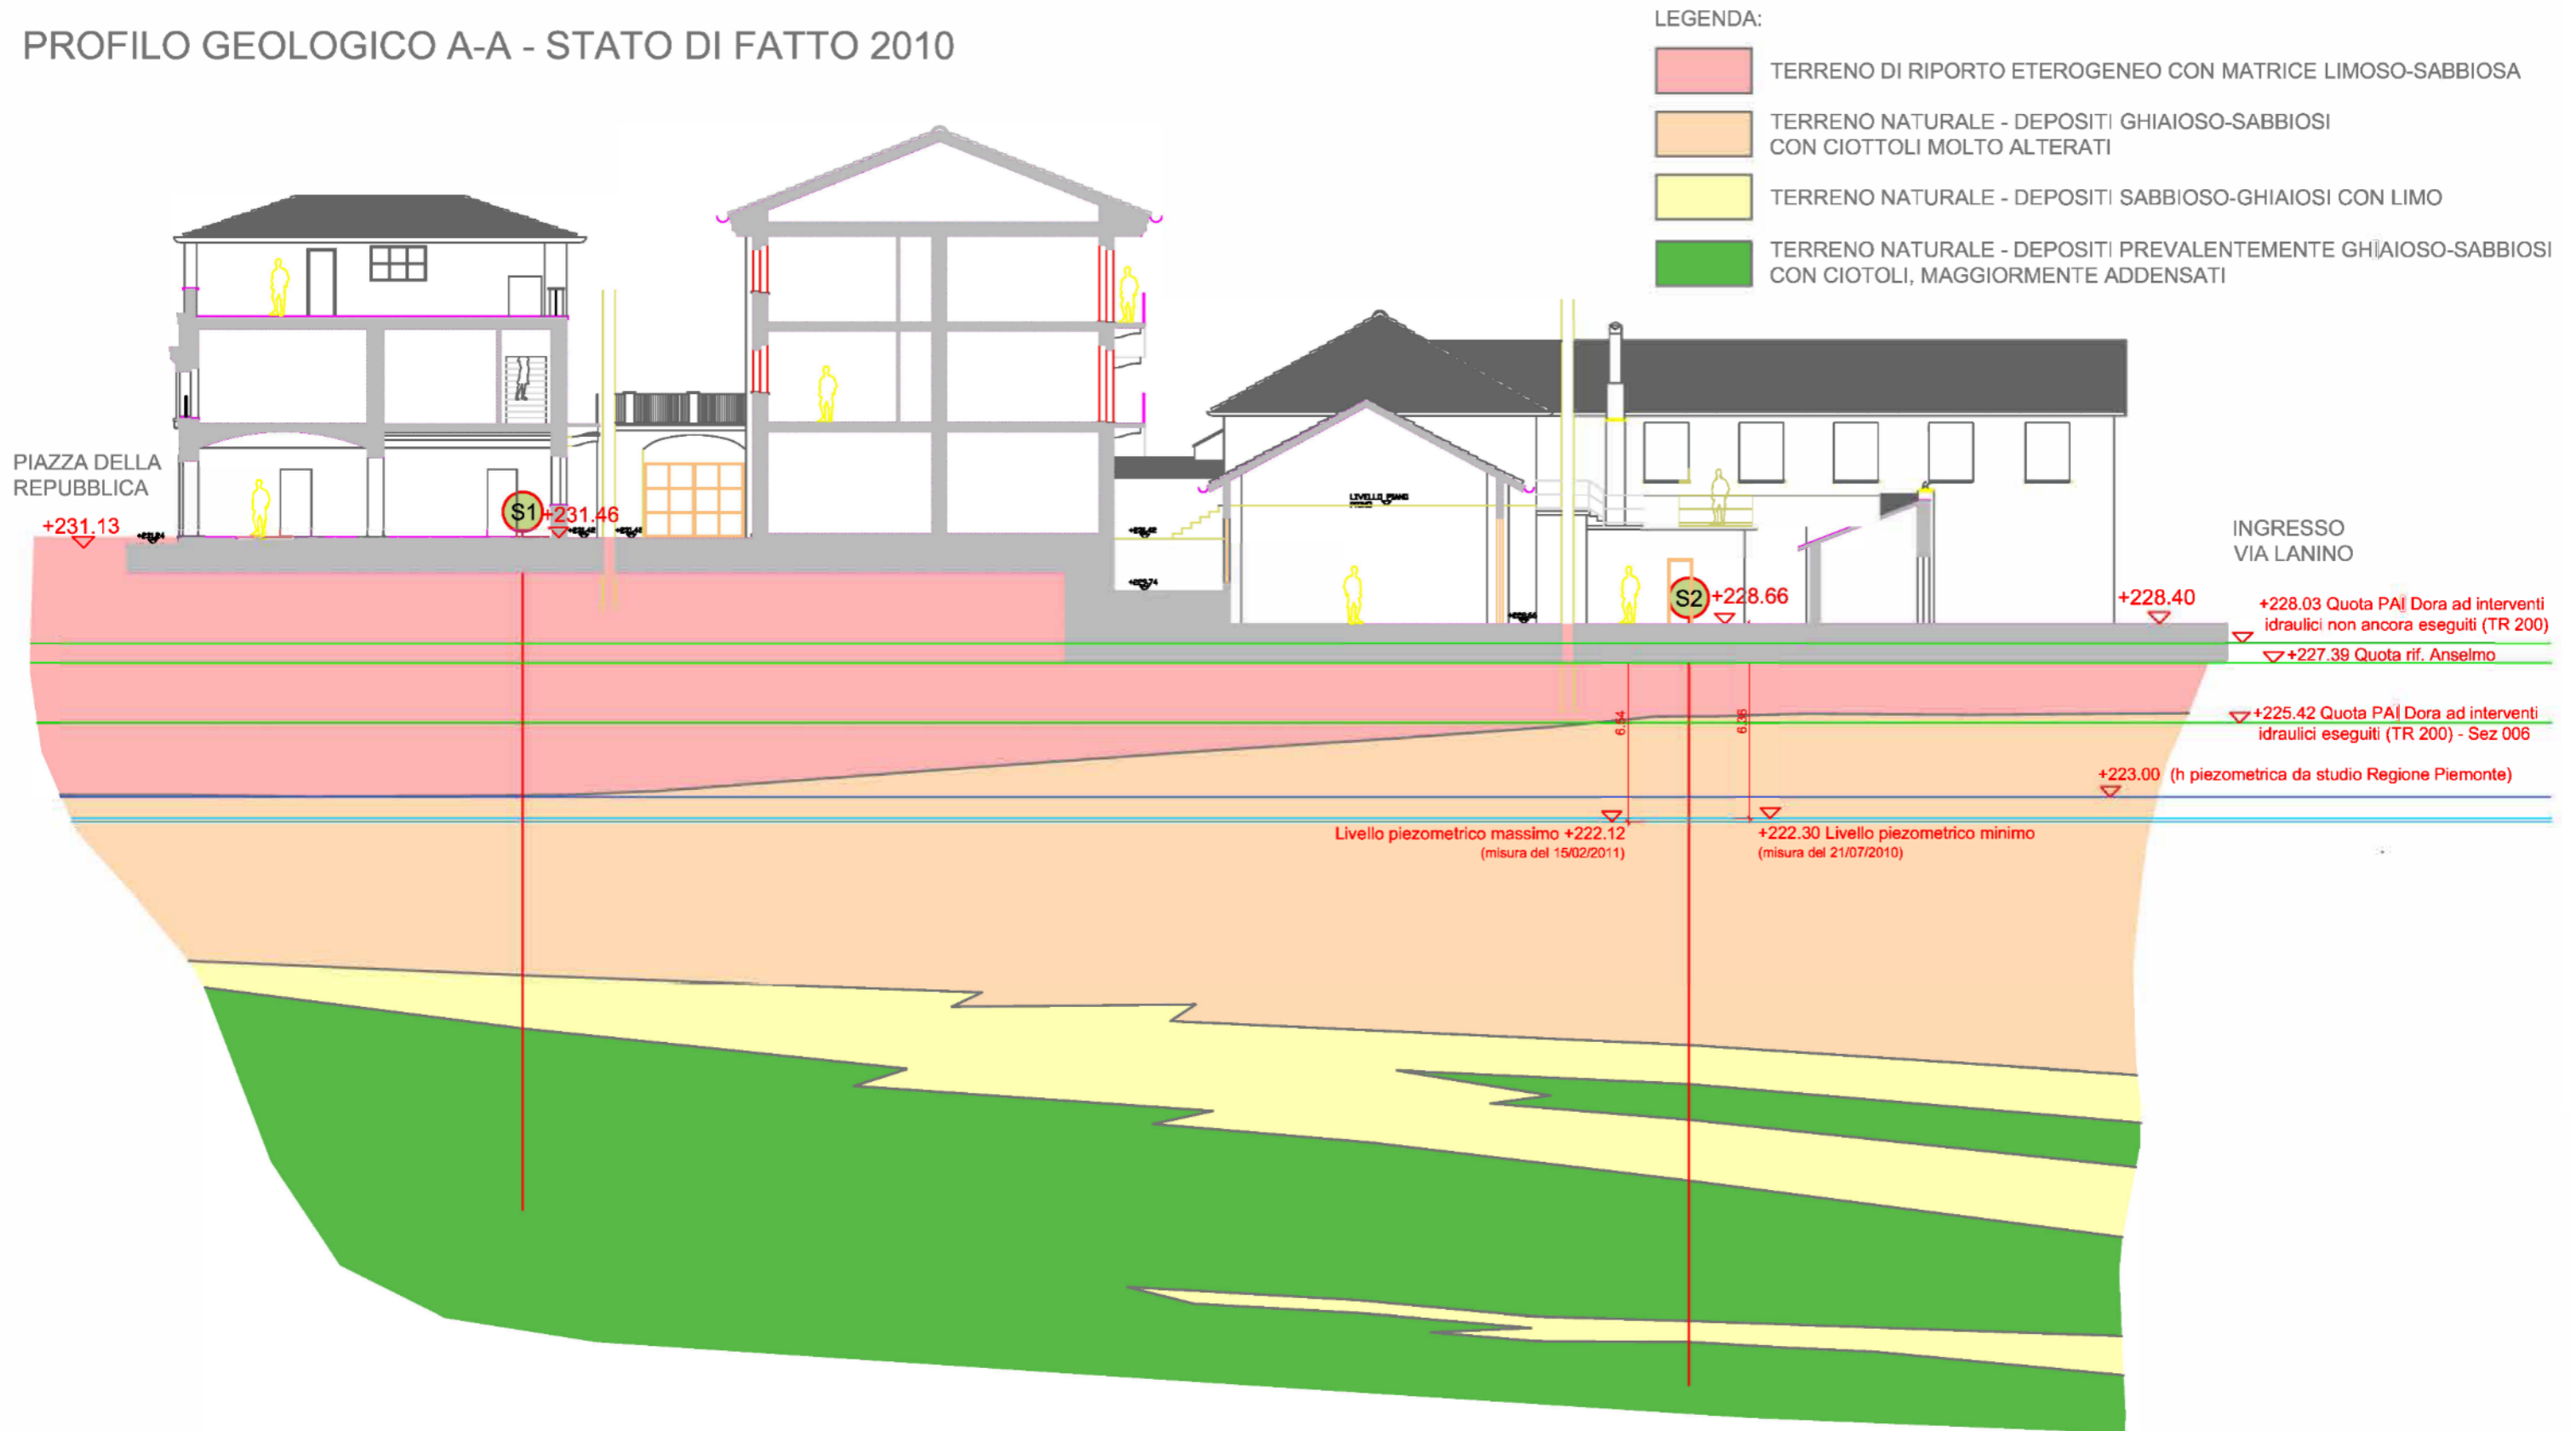 PROFILO GEOLOGICO A-A - STATO DI FATTO 2010
LEGENDA:
TERRENO DI RIPORTO ETEROGENEO CON MATRICE LIMOSO-SABBIOSA
TERRENO NATURALE - DEPOSITI GHIAIOSO-SABBIOSI
CON CIOTTOLI MOLTO ALTERATI
TERRENO NATURALE - DEPOSITI SABBIOSO-GHIAIOSI CON LIMO
TERRENO NATURALE - DEPOSITI PREVALENTEMENTE GHIAIOSO-SABBIOSI
CON CIOTOLI, MAGGIORMENTE ADDENSATI
PIAZZA DELLA
REPUBBLICA
+231.13
S1
+231.46
LIVELLO PIANO
S2
+228.66
+228.40
INGRESSO
VIA LANINO
+228.03 Quota PAI Dora ad interventi
idraulici non ancora eseguiti (TR 200)
+227.39 Quota rif. Anselmo
+225.42 Quota PAI Dora ad interventi
idraulici eseguiti (TR 200) - Sez 006
+223.00 (h piezometrica da studio Regione Piemonte)
6.54
6.36
Livello piezometrico massimo +222.12
(misura del 15/02/2011)
+222.30 Livello piezometrico minimo
(misura del 21/07/2010)